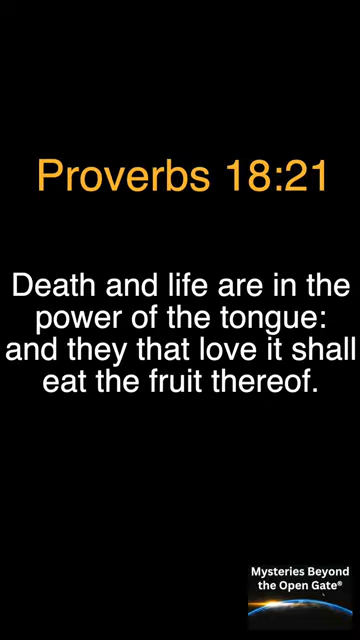 Proverbs 18:21
Death and life are in the
power of the tongue:
and they that love it shall
eat the fruit thereof.
Mysteries Beyond
the Open Gate®